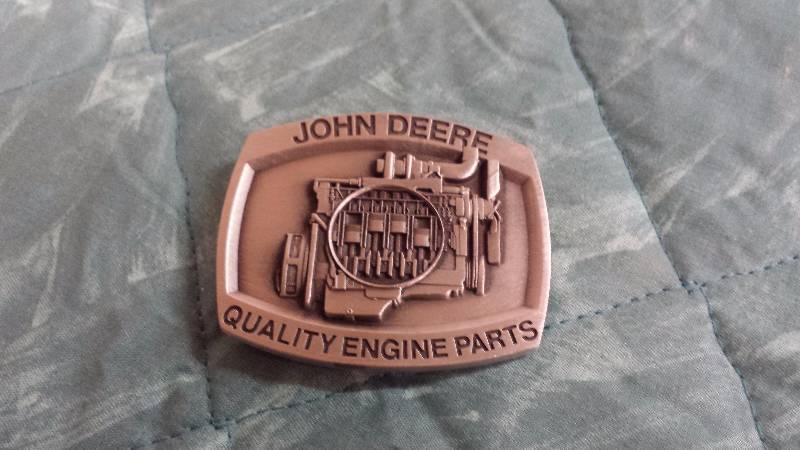 JOHN DEERE
QUALITY ENGINE PARTS